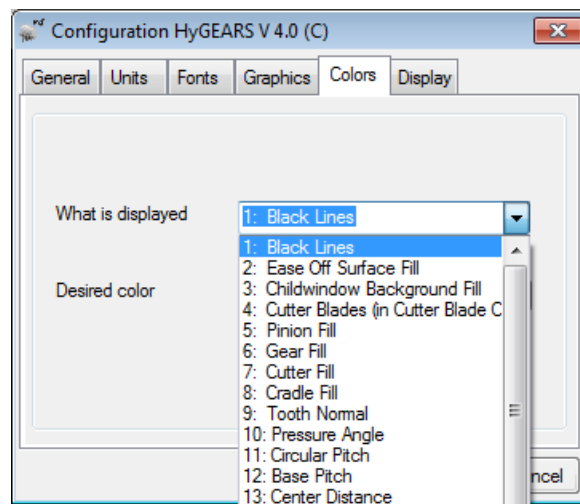 Configuration HyGEARS V 4.0 (C)
General Units Fonts Graphics Colors Display
What is displayed
1: Black Lines
1: Black Lines
2: Ease Off Surface Fill
Desired color
3: Childwindow Background Fill
4: Cutter Blades (in Cutter Blade C
5: Pinion Fill
6: Gear Fill
7: Cutter Fill
8: Cradle Fill
9: Tooth Normal
10: Pressure Angle
11: Circular Pitch
12: Base Pitch
ncel
13: Center Distance